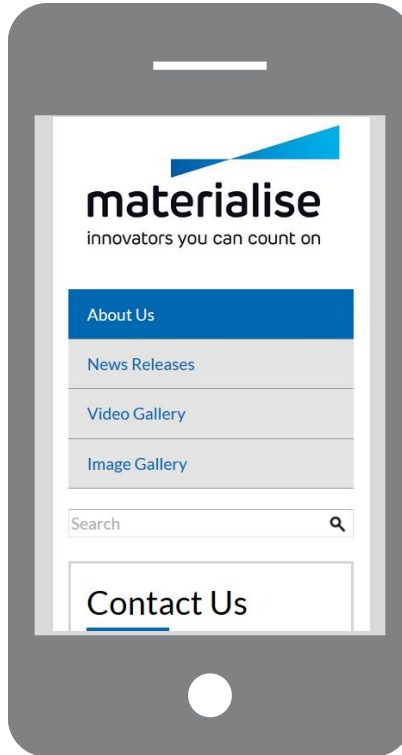 materialise
innovators you can count on
About Us
News Releases
Video Gallery
Image Gallery
Search
Contact Us